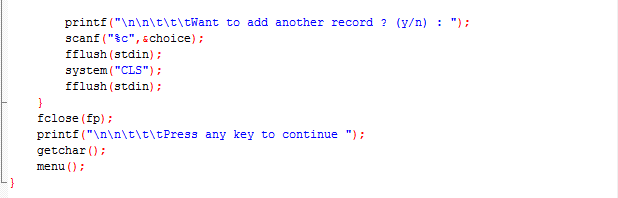 printf("\n\n\t\t\tWant to add another record ? (y/n) : ");
scanf("%c",&choice);
fflush(stdin);
system("CLS");
fflush(stdin);
}
fclose(fp);
printf("\n\n\t\t\tPress any key to continue ");
getchar();
menu();
}